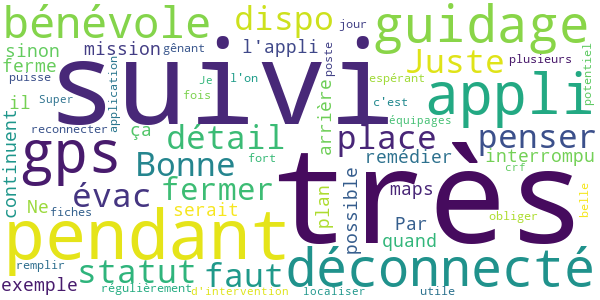 bénévole
dispo
jour
guidage
sinon
mission
gênant
l'appli
Juste
plusieurs
ferme
puisse
suivi
application
Je
l'on
poste
espérant
appli
potentiel
Super
fois
c'est
il
reconnecter
ça
détail
arrière
équipages
place
penser
continuent
gps
Bonne
fort
remédier
interrompu
crf
très
évac
fermer
plan
possible
maps
belle
Ne
fiches
serait
Par
quand
obliger
pendant
déconnecté
remplir
statut
faut
exemple
régulièrement
d'intervention
localiser
utile